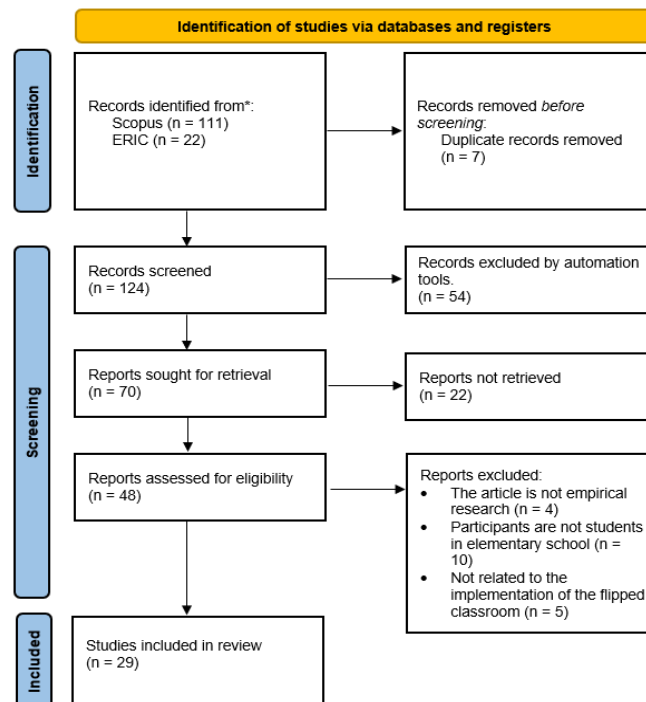 Identification of studies via databases and registers
Identification
Records identified from*:
Scopus (n = 111)
ERIC (n = 22)
Records removed before
screening:
Duplicate records removed
(n = 7)
Screening
Records screened
(n = 124)
Records excluded by automation
tools.
(n = 54)
Reports sought for retrieval
(n = 70)
Reports not retrieved
(n = 22)
Reports assessed for eligibility
(n = 48)
Reports excluded:
• The article is not empirical
research (n = 4)
• Participants are not students
in elementary school (n =
10)
• Not related to the
implementation of the flipped
classroom (n = 5)
Included
Studies included in review
(n = 29)